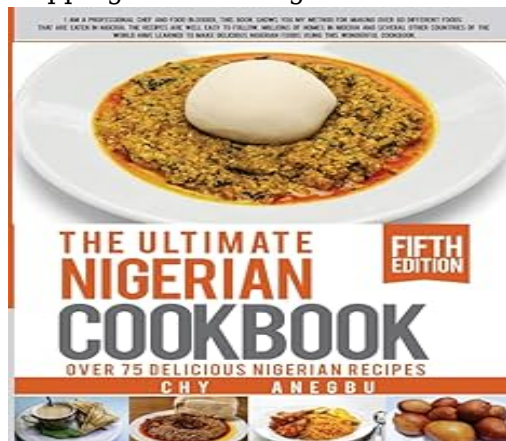 I AM A PROFESSIONAL CHEF AND FOOD BLOGGER, THIS BOOK SHOWS YOU MY METHOD FOR MAKING OVER 50 DIFFERENT FOODS
THAT ARE EATEN IN NIGERIA, THE RECIPES ARE WELL EASY TO FOLLOW, MILLIONS OF HOMES IN NIGERIA AND SEVERAL OTHER COUNTRIES OF THE
WORLD HAVE LEARNED TO MAKE DELICIOUS NIGERIAN FOODS USING THIS WONDERFUL COOKBOOK.
THE ULTIMATE
NIGERIAN
COOKBOOK
FIFTH
EDITION
OVER 75 DELICIOUS NIGERIAN RECIPES
CHY ANEGBU